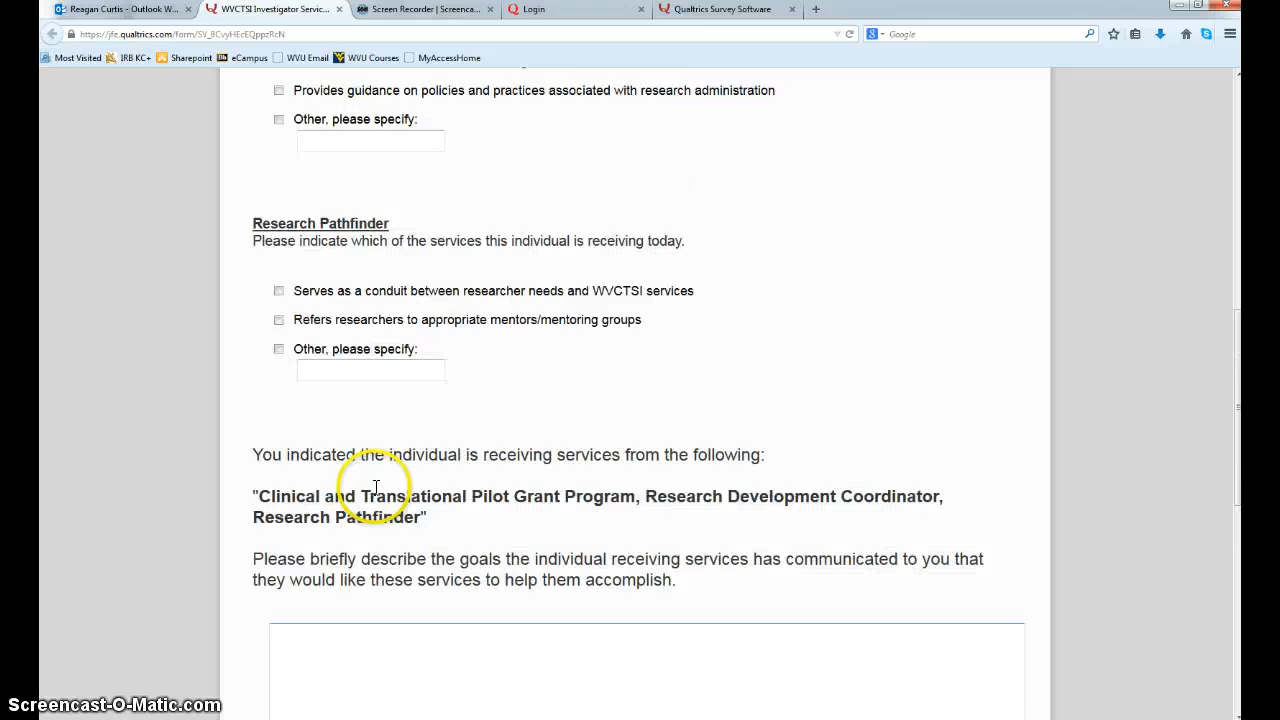 Reagan Curtis - Outlook W...
WVCTSI Investigator Servic...
Screen Recorder | Screenca...
Login
Qualtrics Survey Software
https://jfe.qualtrics.com/form/SV_8CvyHEcEQppzRcN
Google
Most Visited
IRB KC+
Sharepoint
eCampus
WVU Email
WVU Courses
MyAccessHome
Provides guidance on policies and practices associated with research administration
Other, please specify:
Research Pathfinder
Please indicate which of the services this individual is receiving today.
Serves as a conduit between researcher needs and WVCTSI services
Refers researchers to appropriate mentors/mentoring groups
Other, please specify:
You indicated the individual is receiving services from the following:
"Clinical and Translational Pilot Grant Program, Research Development Coordinator,
Research Pathfinder"
Please briefly describe the goals the individual receiving services has communicated to you that
they would like these services to help them accomplish.
Screencast-O-Matic.com